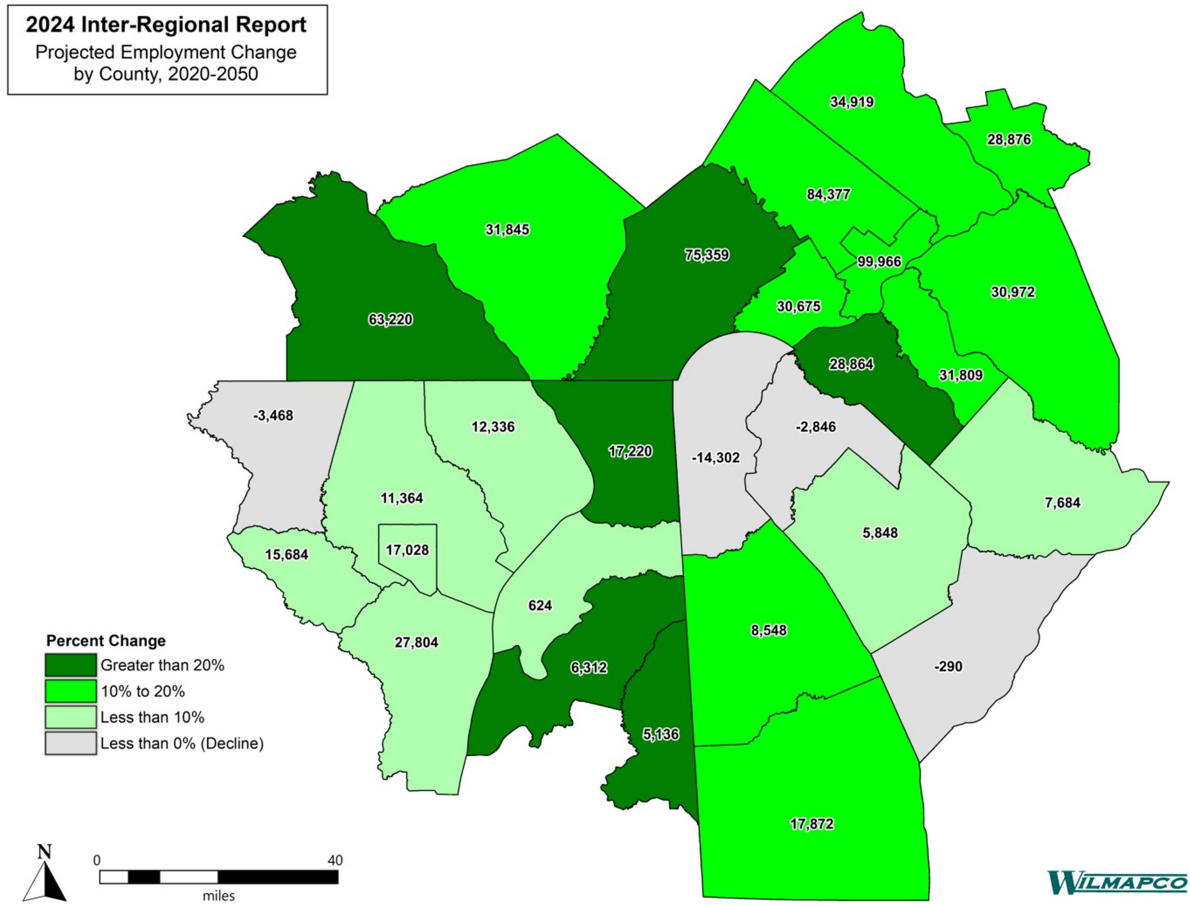 2024 Inter-Regional Report
Projected Employment Change
by County, 2020-2050
34,919
28,876
84,377
31,845
75,359
99,966
30,972
30,675
63,220
28,864
31,809
-3,468
12,336
-2,846
17,220
-14,302
11,364
7,684
5,848
17,028
15,684
624
8,548
27,804
6,312
-290
5,136
17,872
Percent Change
Greater than 20%
10% to 20%
Less than 10%
Less than 0% (Decline)
N
0
40
miles
WILMAPCO